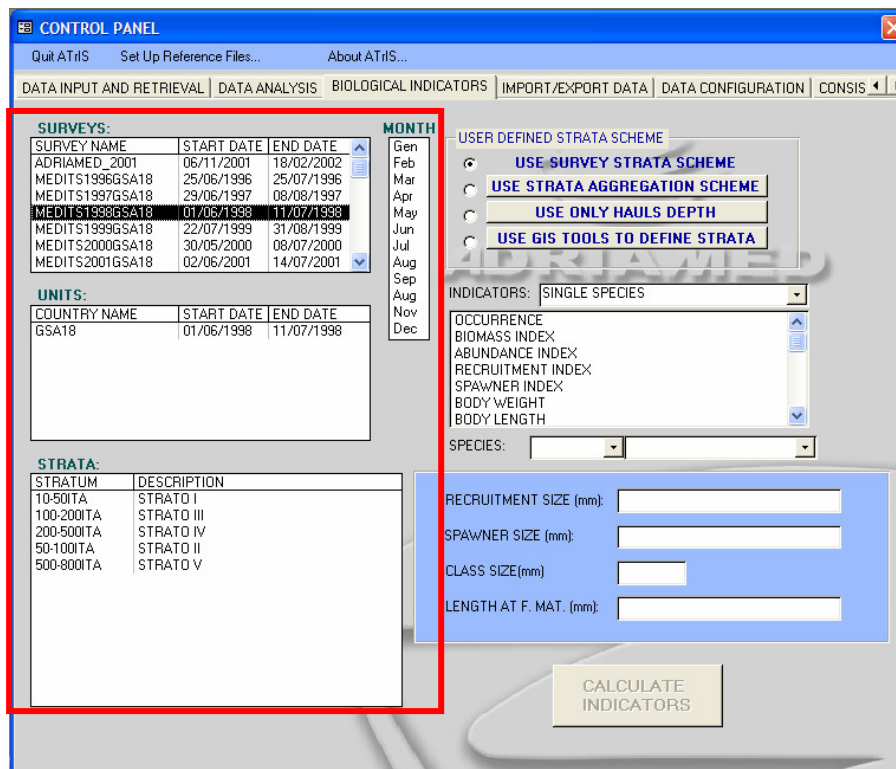 CONTROL PANEL
Quit ATrIS Set Up Reference Files... About ATrIS...
DATA INPUT AND RETRIEVAL DATA ANALYSIS BIOLOGICAL INDICATORS IMPORT/EXPORT DATA DATA CONFIGURATION CONSIS
SURVEYS:
SURVEY NAME START DATE END DATE
ADRIAMED_2001 06/11/2001 18/02/2002
MEDITS1996GSA18 25/06/1996 25/07/1996
MEDITS1997GSA18 29/06/1997 08/08/1997
MEDITS1998GSA18 01/06/1998 11/07/1998
MEDITS1999GSA18 22/07/1999 31/08/1999
MEDITS2000GSA18 30/05/2000 08/07/2000
MEDITS2001GSA18 02/06/2001 14/07/2001
MONTH
Gen
Feb
Mar
Apr
May
Jun
Jul
Aug
Sep
Aug
Nov
Dec
UNITS:
COUNTRY NAME START DATE END DATE
GSA18 01/06/1998 11/07/1998
STRATA:
STRATUM DESCRIPTION
10-50ITA STRATO I
100-200ITA STRATO III
200-500ITA STRATO IV
50-100ITA STRATO II
500-800ITA STRATO V
USER DEFINED STRATA SCHEME
USE SURVEY STRATA SCHEME
USE STRATA AGGREGATION SCHEME
USE ONLY HAULS DEPTH
USE GIS TOOLS TO DEFINE STRATA
ADRIAMED
INDICATORS: SINGLE SPECIES
OCCURRENCE
BIOMASS INDEX
ABUNDANCE INDEX
RECRUITMENT INDEX
SPAWNER INDEX
BODY WEIGHT
BODY LENGTH
SPECIES:
RECRUITMENT SIZE (mm):
SPAWNER SIZE (mm):
CLASS SIZE(mm)
LENGTH AT F. MAT. (mm):
CALCULATE
INDICATORS